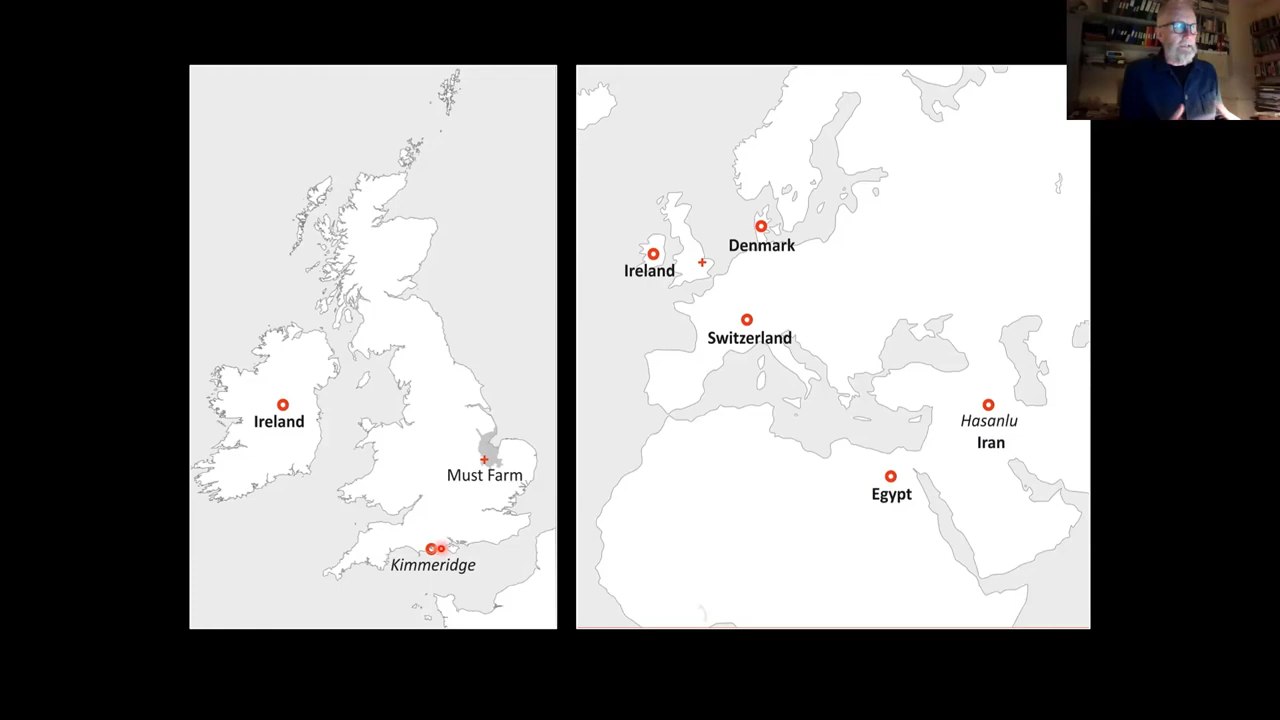 Ireland
Must Farm
Kimmeridge
Denmark
Ireland
Switzerland
Hasanlu
Iran
Egypt